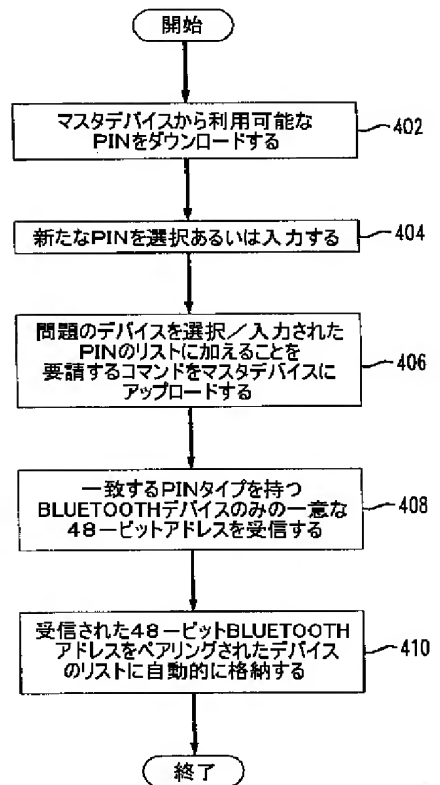 開始
マスタデバイスから利用可能な
PINをダウンロードする
402
新たなPINを選択あるいは入力する
404
問題のデバイスを選択/入力された
PINのリストに加えることを
要請するコマンドをマスタデバイスに
アップロードする
406
一致するPINタイプを持つ
BLUETOOTHデバイスのみの一意な
48-ビットアドレスを受信する
408
受信された48-ビットBLUETOOTH
アドレスをペアリングされたデバイス
のリストに自動的に格納する
410
終了